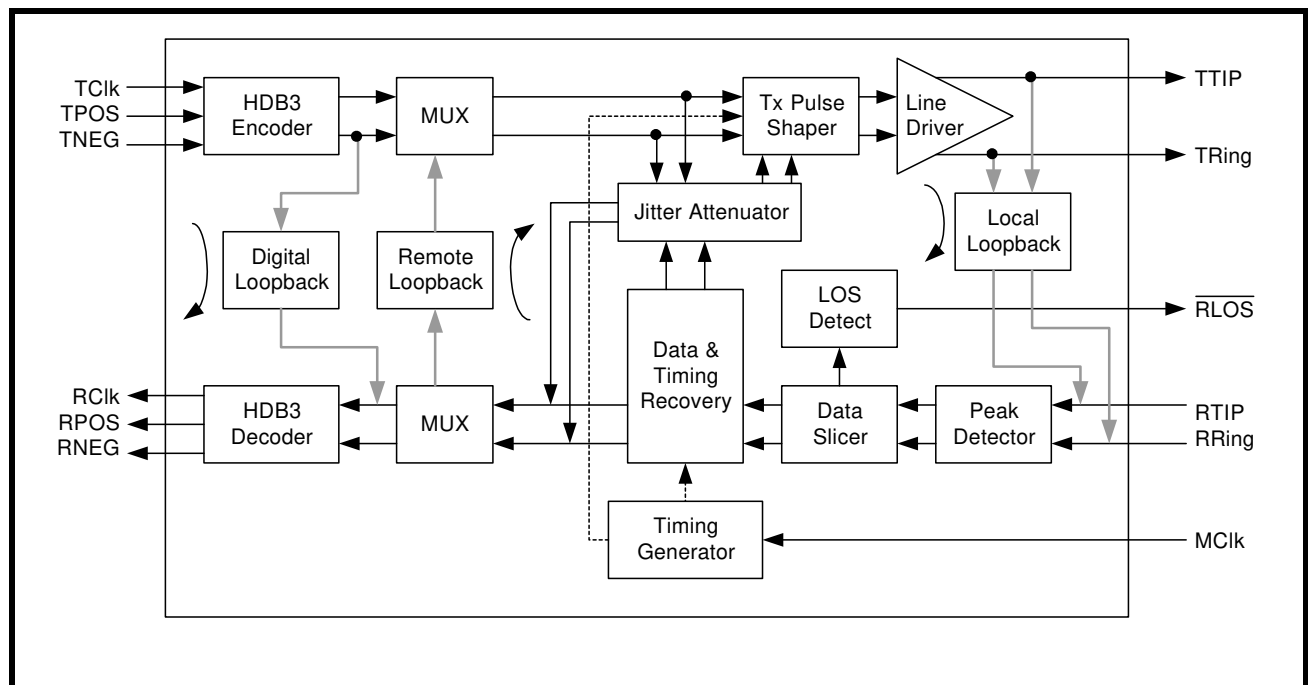 TClk
TPOS
TNEG
HDB3
Encoder
MUX
Tx Pulse
Shaper
Line
Driver
TTIP
TRing
Jitter Attenuator
Digital
Loopback
Remote
Loopback
Local
Loopback
LOS
Detect
RLOS
Data &
Timing
Recovery
RClk
RPOS
RNEG
HDB3
Decoder
MUX
Data
Slicer
Peak
Detector
RTIP
RRing
Timing
Generator
MClk